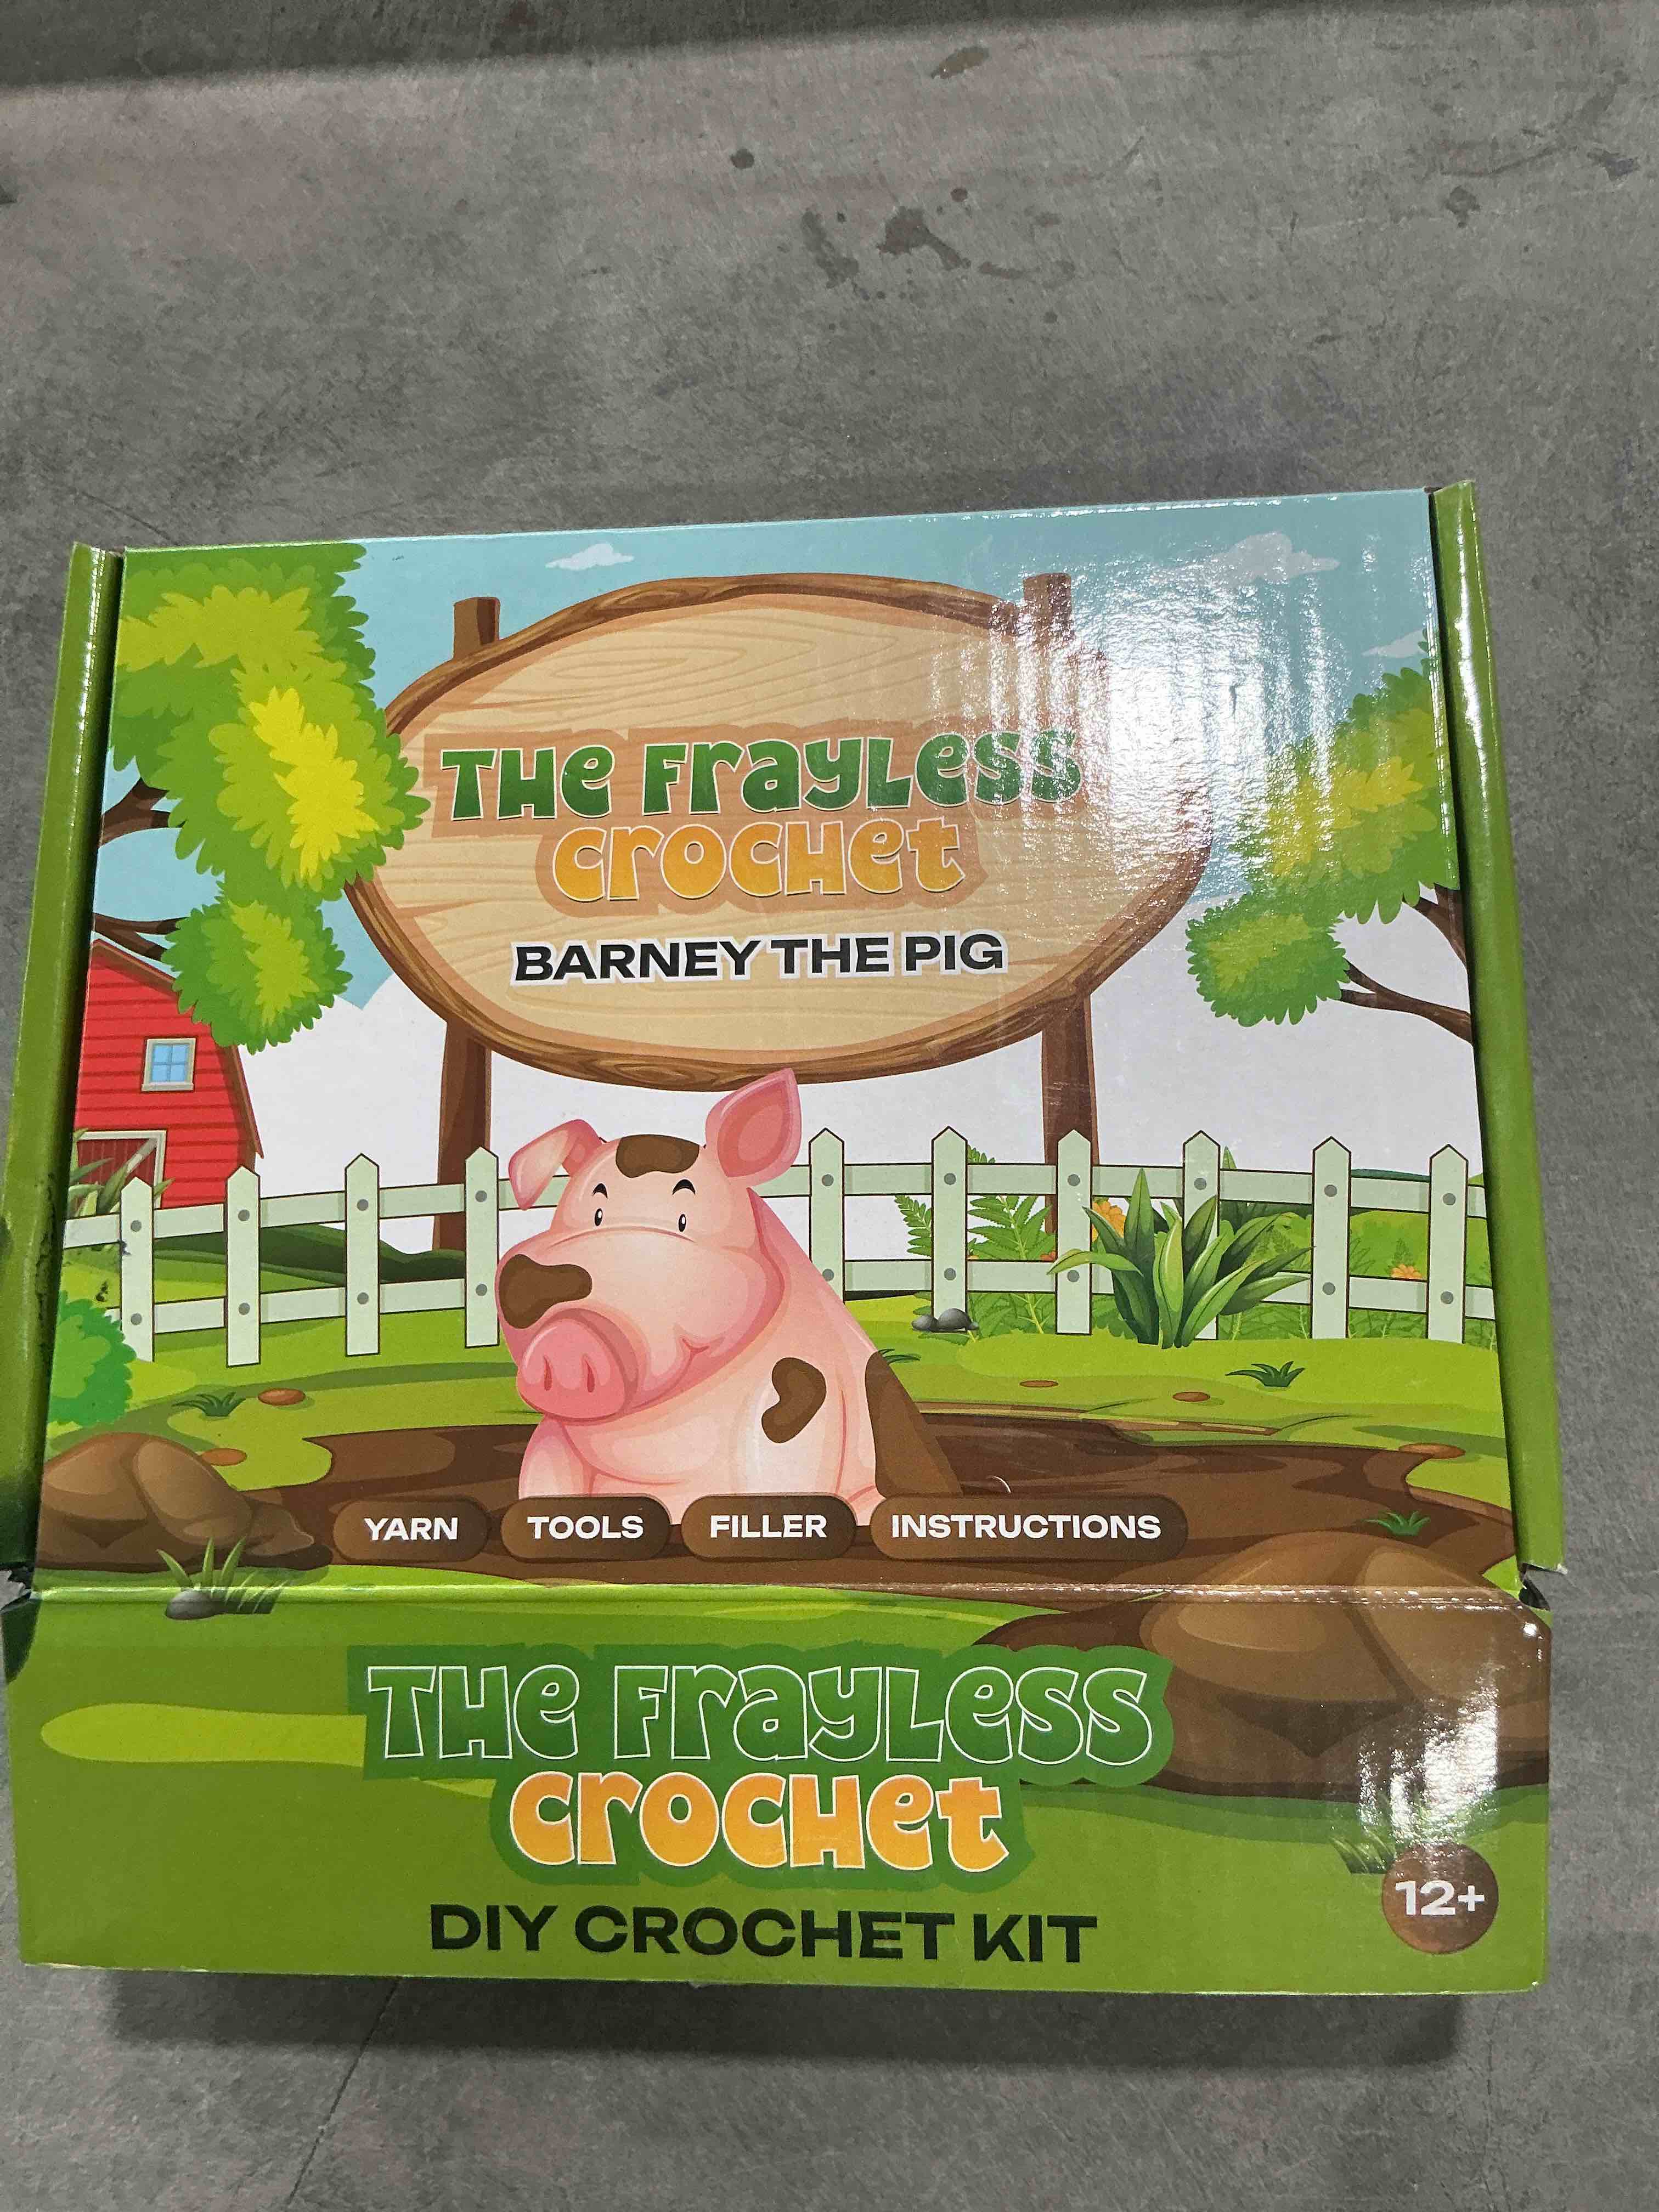 THE FRAYLESS
CROCHET
BARNEY THE PIG
YARN TOOLS FILLER INSTRUCTIONS
THE FRAYLESS
CROCHET
DIY CROCHET KIT
12+